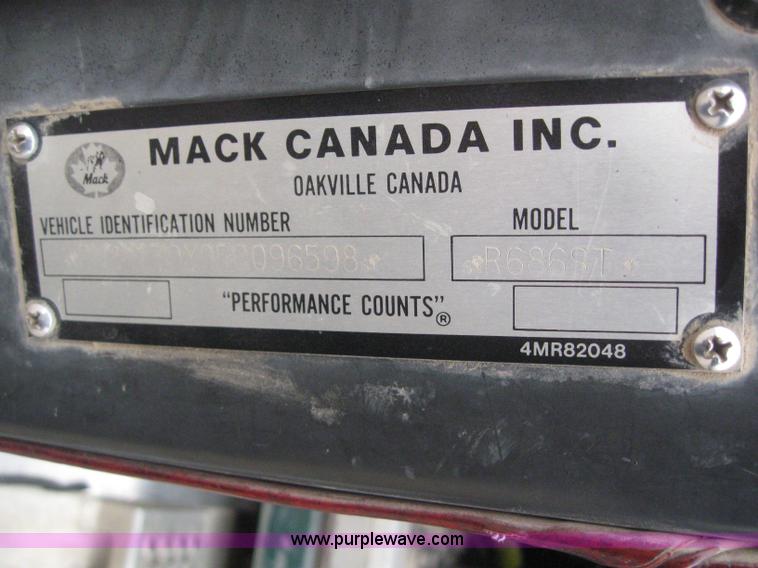 MACK CANADA INC.
Mack
OAKVILLE CANADA
VEHICLE IDENTIFICATION NUMBER
MODEL
"PERFORMANCE COUNTS"®
4MR82048
www.purplewave.com